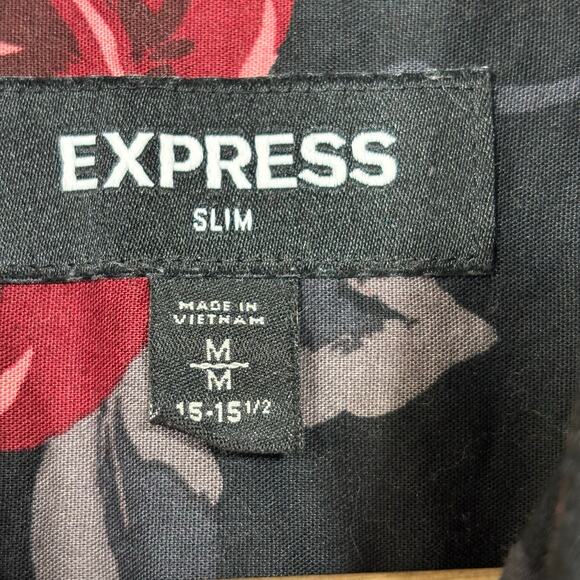 EXPRESS
SLIM
MADE IN
VIETNAM
M
M
15-15 1/2